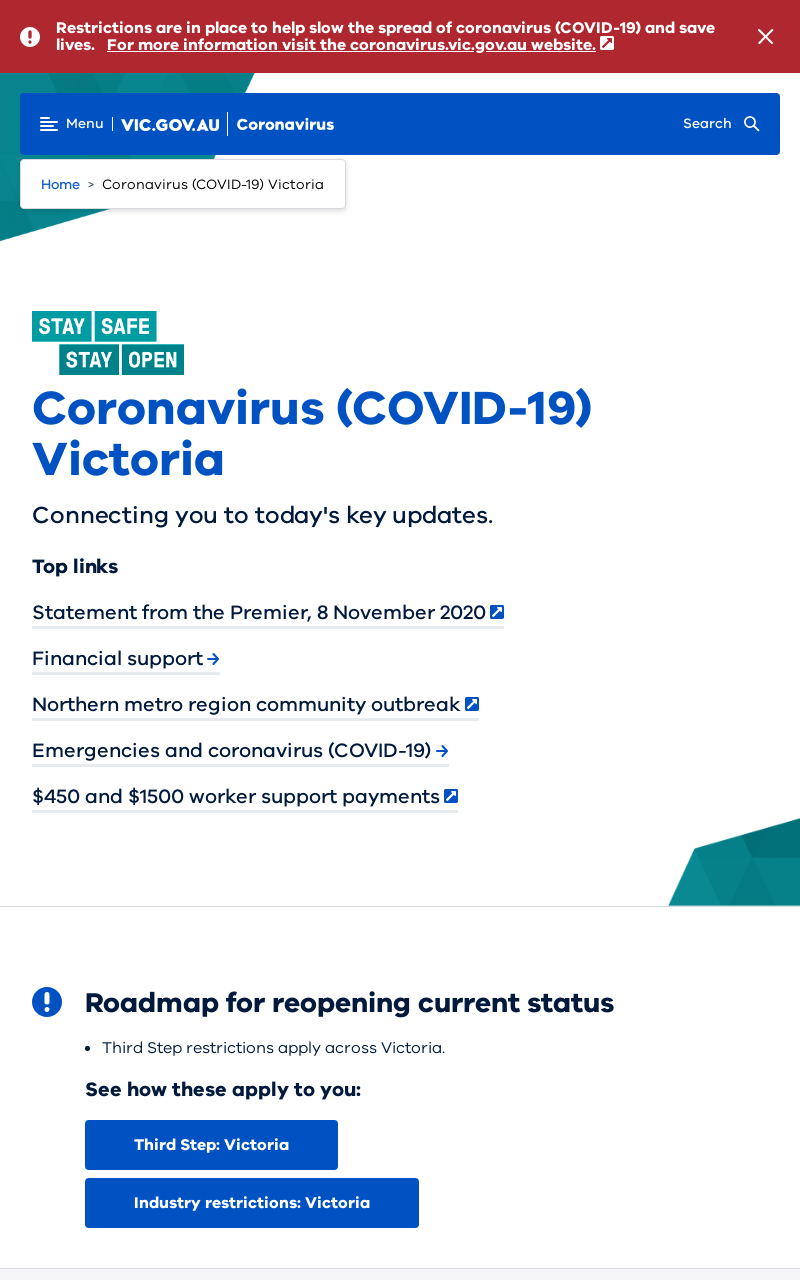 Restrictions are in place to help slow the spread of coronavirus (COVID-19) and save
lives. For more information visit the coronavirus.vic.gov.au website.
Menu VIC.GOV.AU Coronavirus Search
Home > Coronavirus (COVID-19) Victoria
STAY SAFE
STAY OPEN
Coronavirus (COVID-19)
Victoria
Connecting you to today's key updates.
Top links
Statement from the Premier, 8 November 2020
Financial support
Northern metro region community outbreak
Emergencies and coronavirus (COVID-19)
$450 and $1500 worker support payments
Roadmap for reopening current status
• Third Step restrictions apply across Victoria.
See how these apply to you:
Third Step: Victoria
Industry restrictions: Victoria